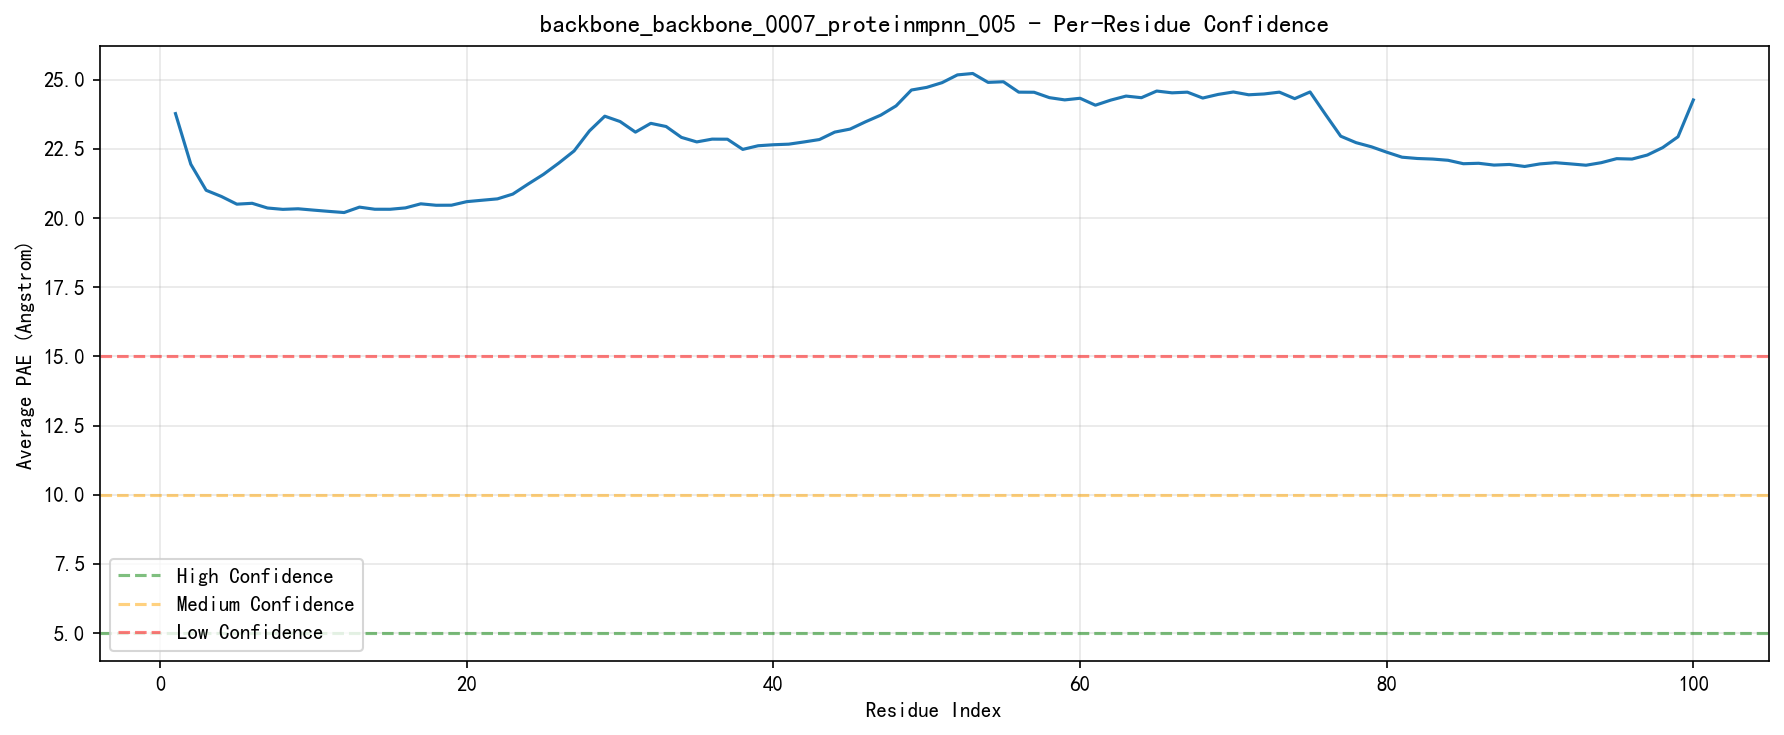 backbone_backbone_0007_proteinmpnn_005 - Per-Residue Confidence
Average PAE (Angstrom)
25.0
22.5
20.0
17.5
15.0
12.5
10.0
7.5
5.0
High Confidence
Medium Confidence
Low Confidence
0 20 40 60 80 100
Residue Index